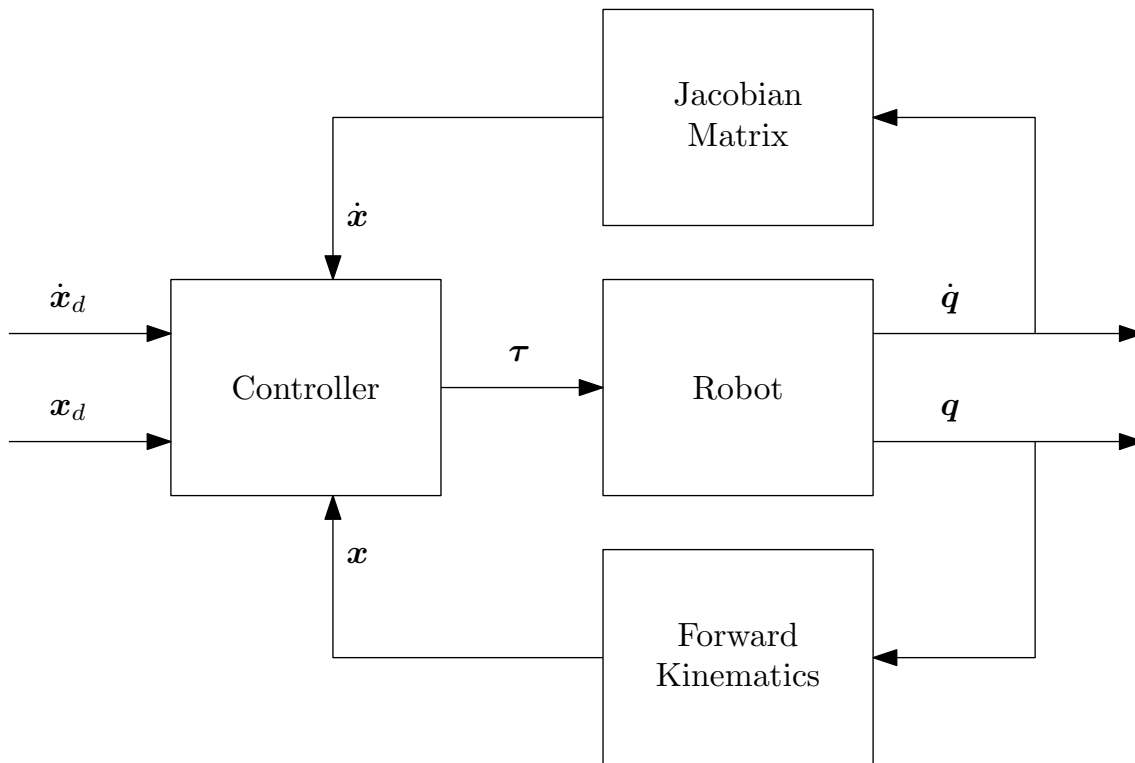 Jacobian
Matrix
ẋ
ẋ_d
q̇
τ
Controller
Robot
x_d
q
x
Forward
Kinematics